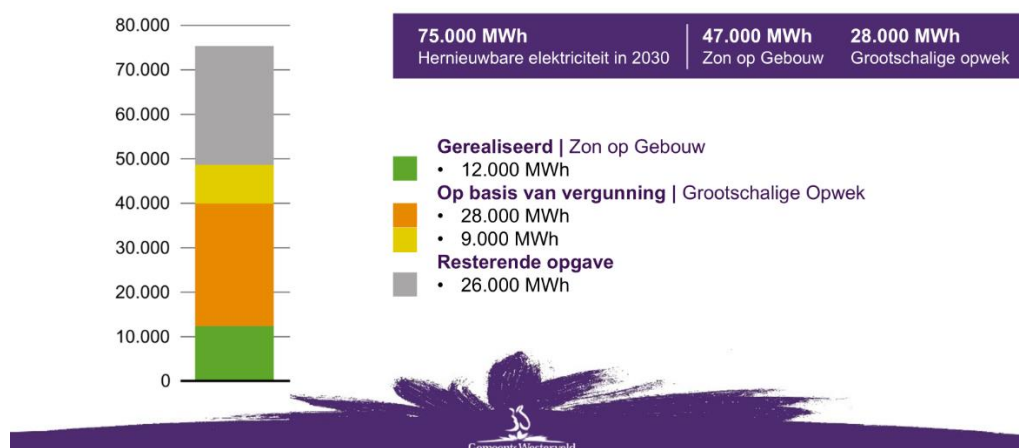 80.000
70.000
60.000
50.000
40.000
30.000
20.000
10.000
0
75.000 MWh
Hernieuwbare elektriciteit in 2030
47.000 MWh
Zon op Gebouw
28.000 MWh
Grootschalige opwek
Gerealiseerd | Zon op Gebouw
• 12.000 MWh
Op basis van vergunning | Grootschalige Opwek
• 28.000 MWh
• 9.000 MWh
Resterende opgave
• 26.000 MWh
Gemeente Westerveld